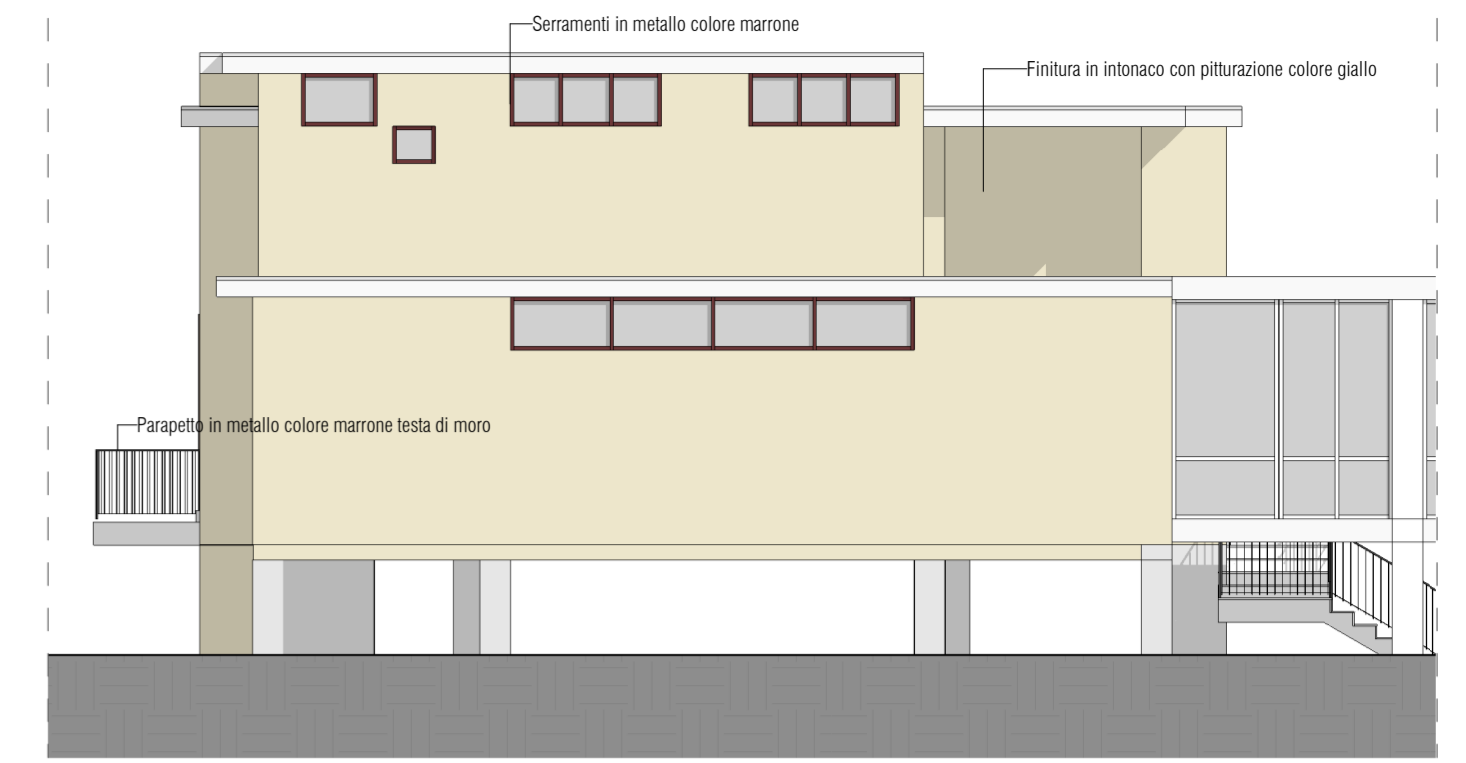 Serramenti in metallo colore marrone
Finitura in intonaco con pitturazione colore giallo
Parapetto in metallo colore marrone testa di moro